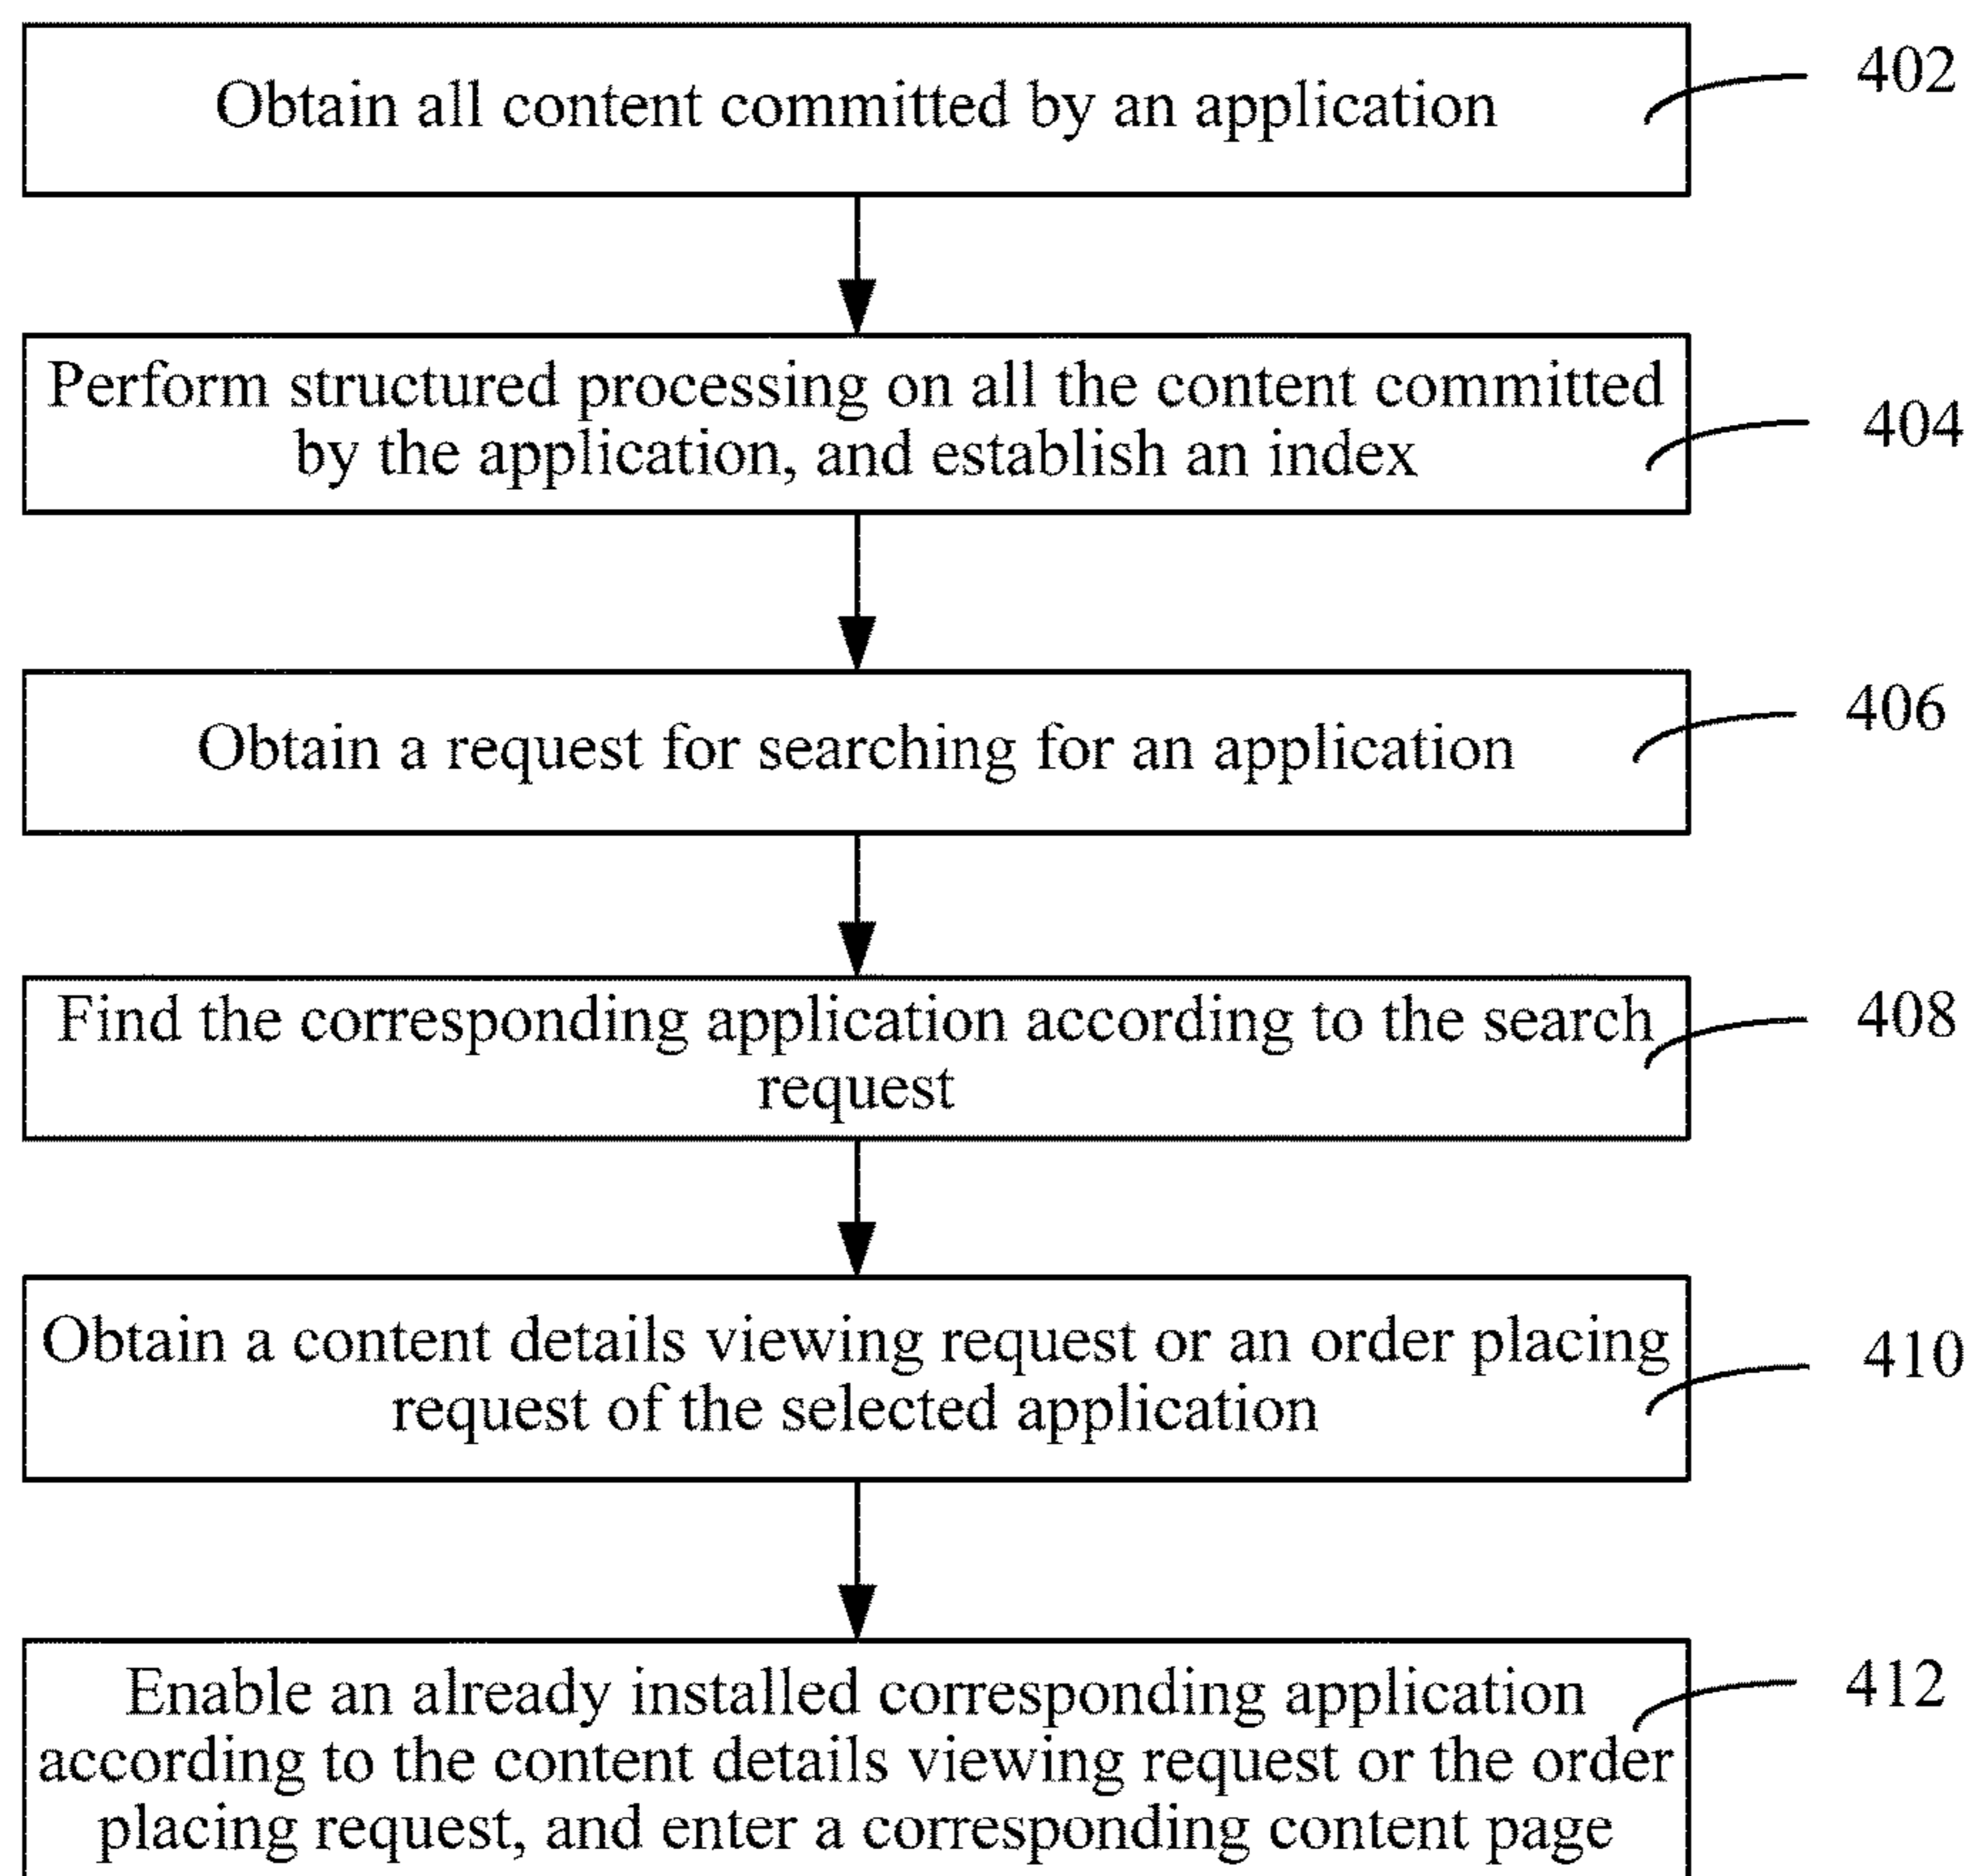 Obtain all content committed by an application
402
Perform structured processing on all the content committed
by the application, and establish an index
404
Obtain a request for searching for an application
406
Find the corresponding application according to the search
request
408
Obtain a content details viewing request or an order placing
request of the selected application
410
Enable an already installed corresponding application
according to the content details viewing request or the order
placing request, and enter a corresponding content page
412